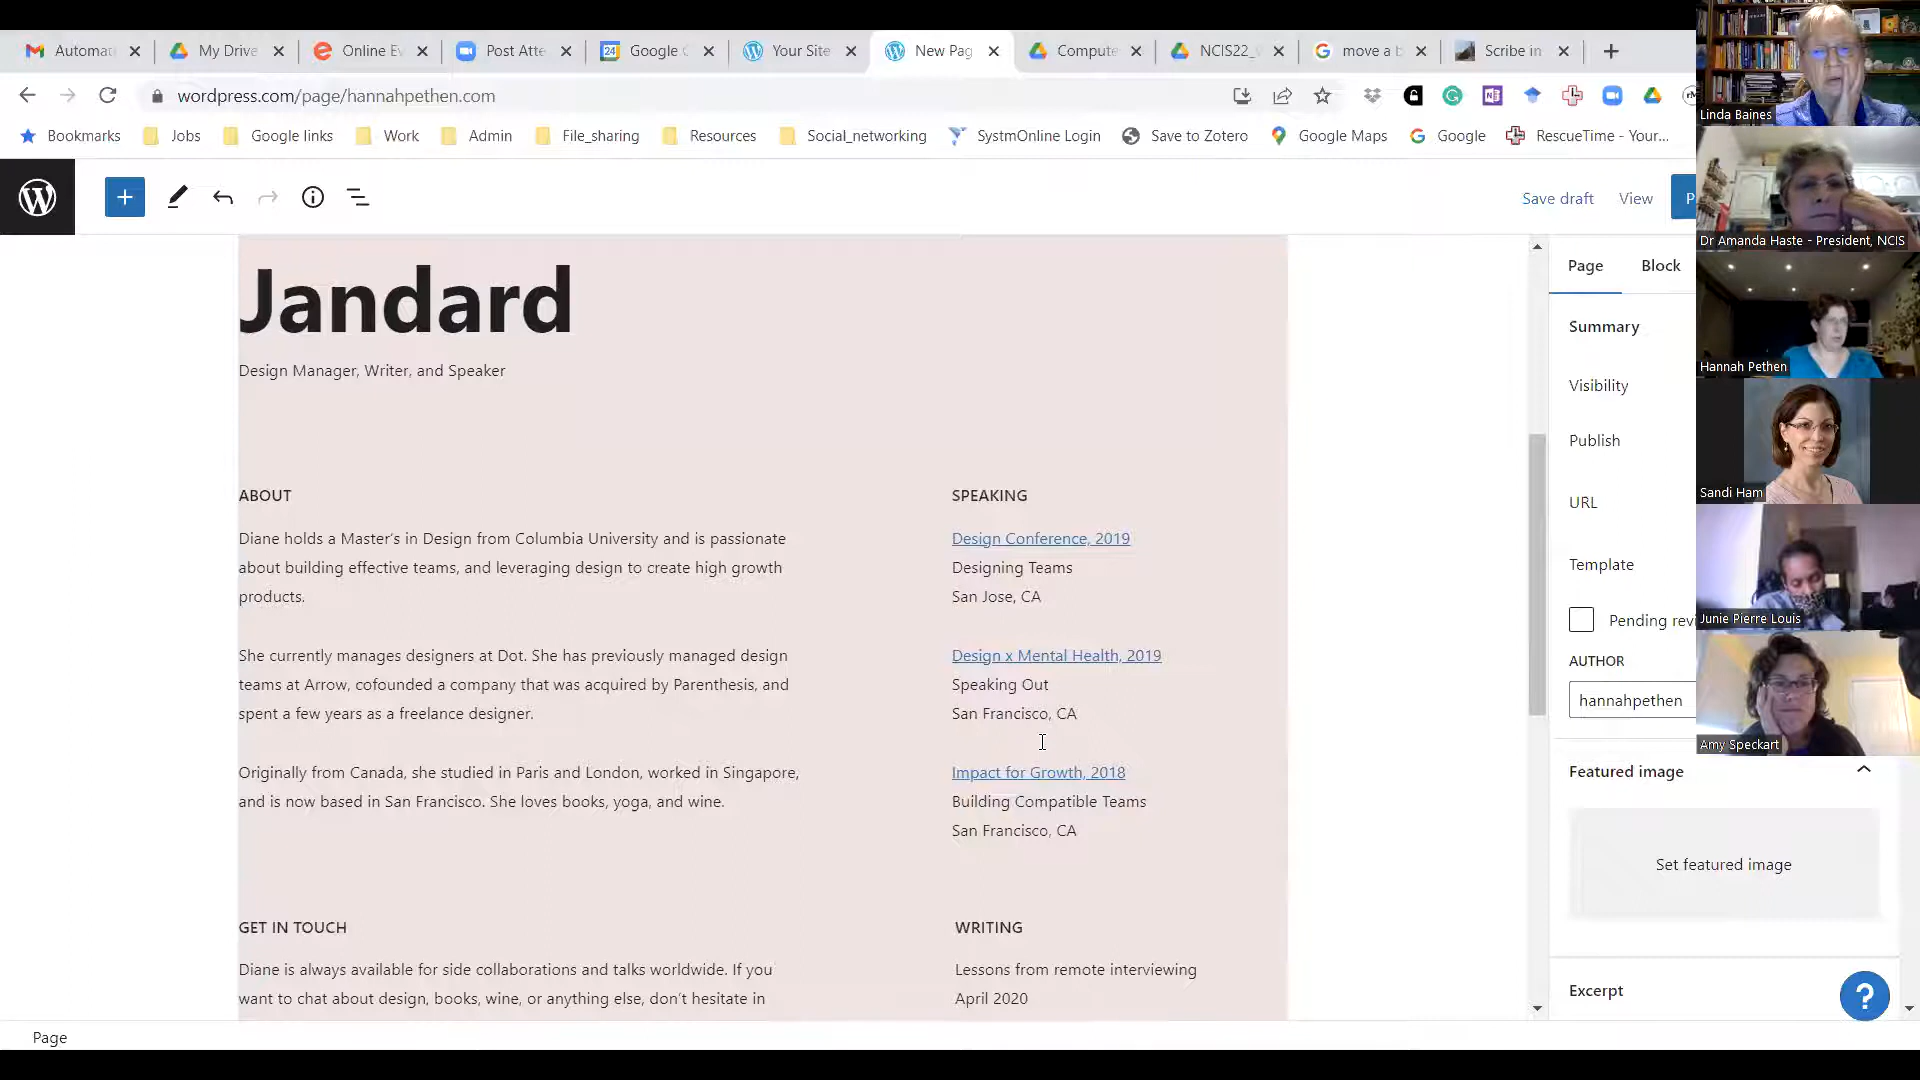 Automat
My Drive
Online Ev
Post Atte
24
Google C
Your Site
New Pag
Compute
NCIS22_v
move a b
Scribe in
wordpress.com/page/hannahpethen.com
Bookmarks
Jobs
Google links
Work
Admin
File_sharing
Resources
Social_networking
SystmOnline Login
Save to Zotero
Google Maps
Google
RescueTime - Your...
Save draft
View
P
Jandard
Design Manager, Writer, and Speaker
ABOUT
Diane holds a Master's in Design from Columbia University and is passionate
about building effective teams, and leveraging design to create high growth
products.
She currently manages designers at Dot. She has previously managed design
teams at Arrow, cofounded a company that was acquired by Parenthesis, and
spent a few years as a freelance designer.
Originally from Canada, she studied in Paris and London, worked in Singapore,
and is now based in San Francisco. She loves books, yoga, and wine.
SPEAKING
Design Conference, 2019
Designing Teams
San Jose, CA
Design x Mental Health, 2019
Speaking Out
San Francisco, CA
Impact for Growth, 2018
Building Compatible Teams
San Francisco, CA
GET IN TOUCH
Diane is always available for side collaborations and talks worldwide. If you
want to chat about design, books, wine, or anything else, don't hesitate in
WRITING
Lessons from remote interviewing
April 2020
Page
Block
Summary
Visibility
Publish
URL
Template
Pending revi
AUTHOR
hannahpethen
Featured image
Set featured image
Excerpt
?
Page
Linda Baines
Dr Amanda Haste - President, NCIS
Hannah Pethen
Sandi Ham
Junie Pierre Louis
Amy Speckart